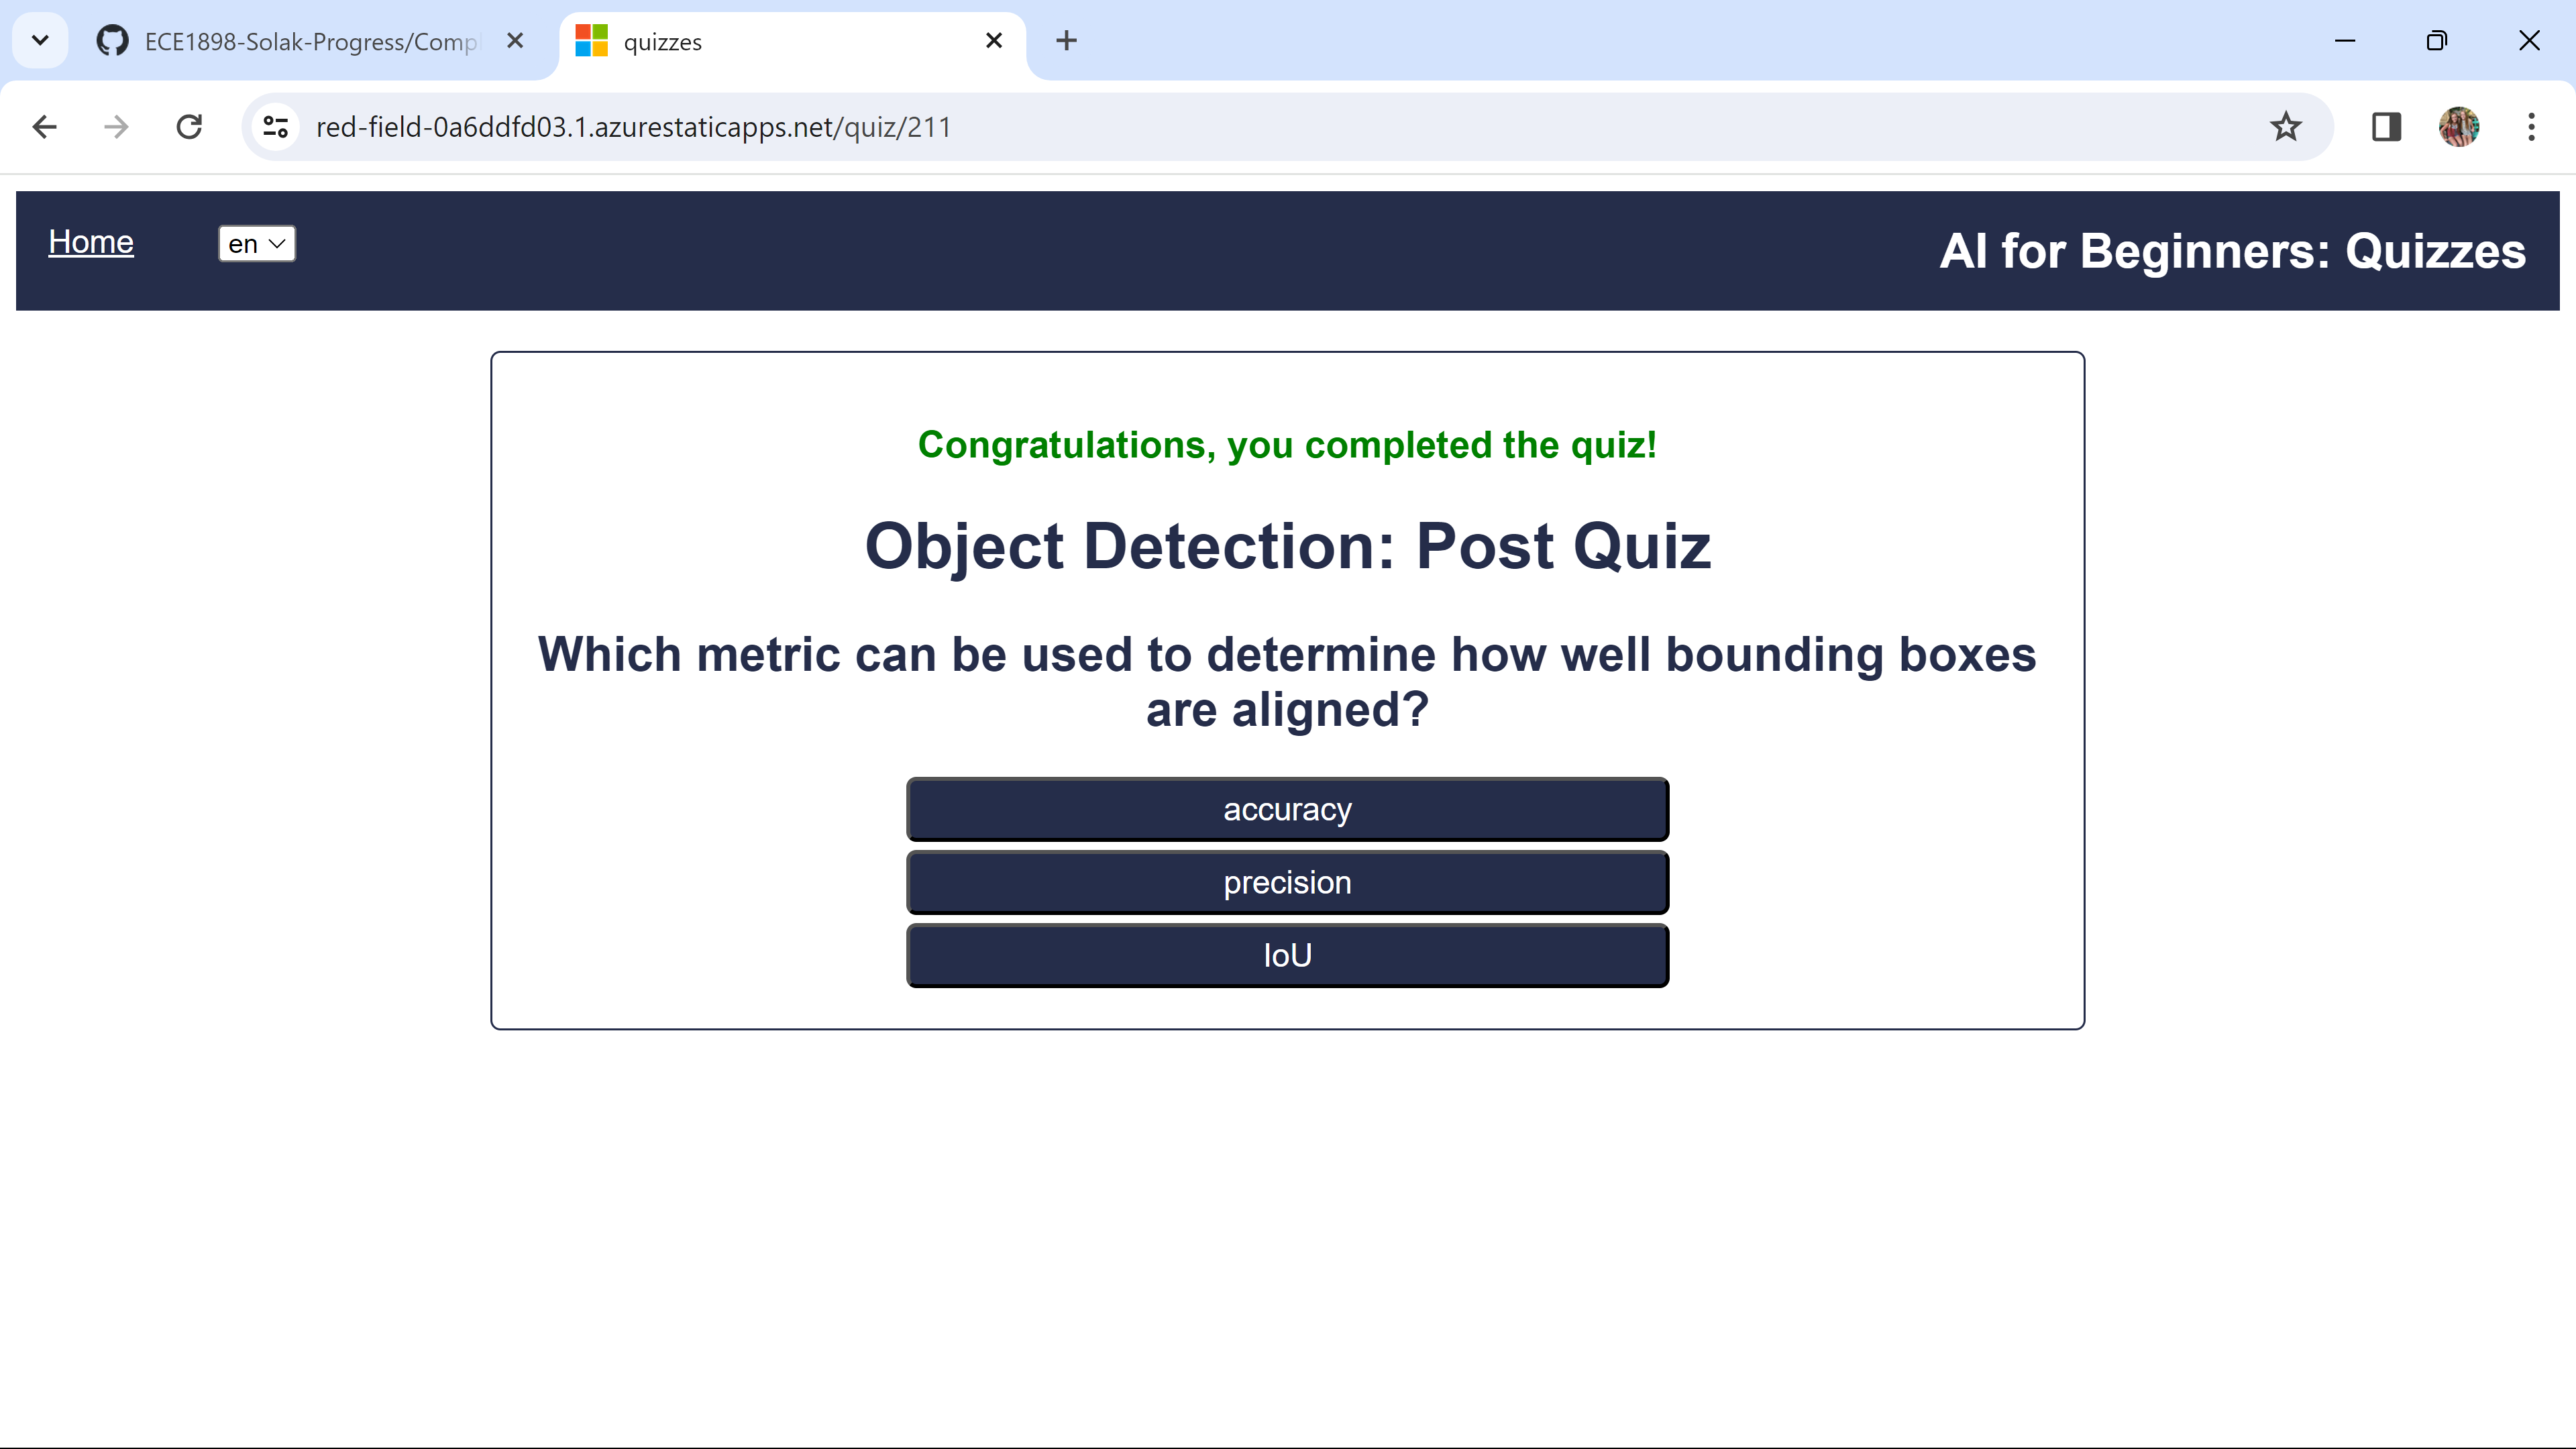 ECE1898-Solak-Progress/Comp
quizzes
red-field-0a6ddfd03.1.azurestaticapps.net/quiz/211
Home
en
AI for Beginners: Quizzes
Congratulations, you completed the quiz!
Object Detection: Post Quiz
Which metric can be used to determine how well bounding boxes
are aligned?
accuracy
precision
IoU